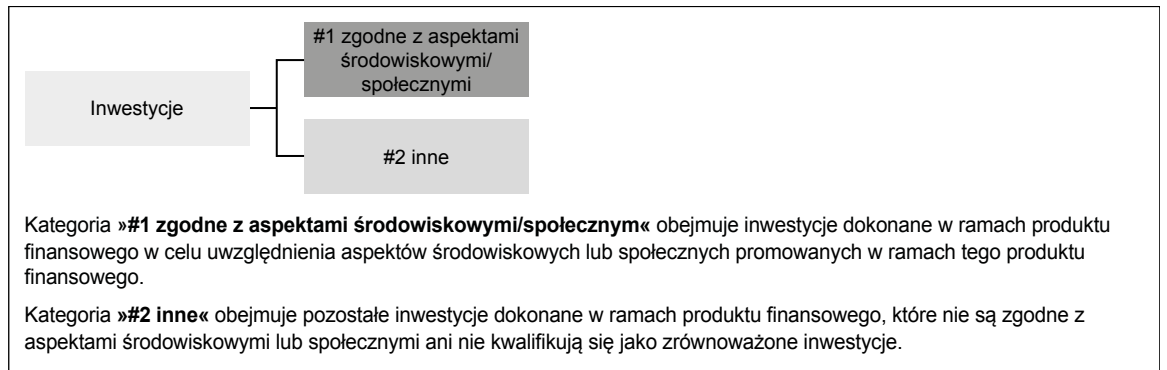 #1 zgodne z aspektami
środowiskowymi/
społecznymi
Inwestycje
#2 inne
Kategoria »#1 zgodne z aspektami środowiskowymi/społecznym« obejmuje inwestycje dokonane w ramach produktu
finansowego w celu uwzględnienia aspektów środowiskowych lub społecznych promowanych w ramach tego produktu
finansowego.
Kategoria »#2 inne« obejmuje pozostałe inwestycje dokonane w ramach produktu finansowego, które nie są zgodne z
aspektami środowiskowymi lub społecznymi ani nie kwalifikują się jako zrównoważone inwestycje.